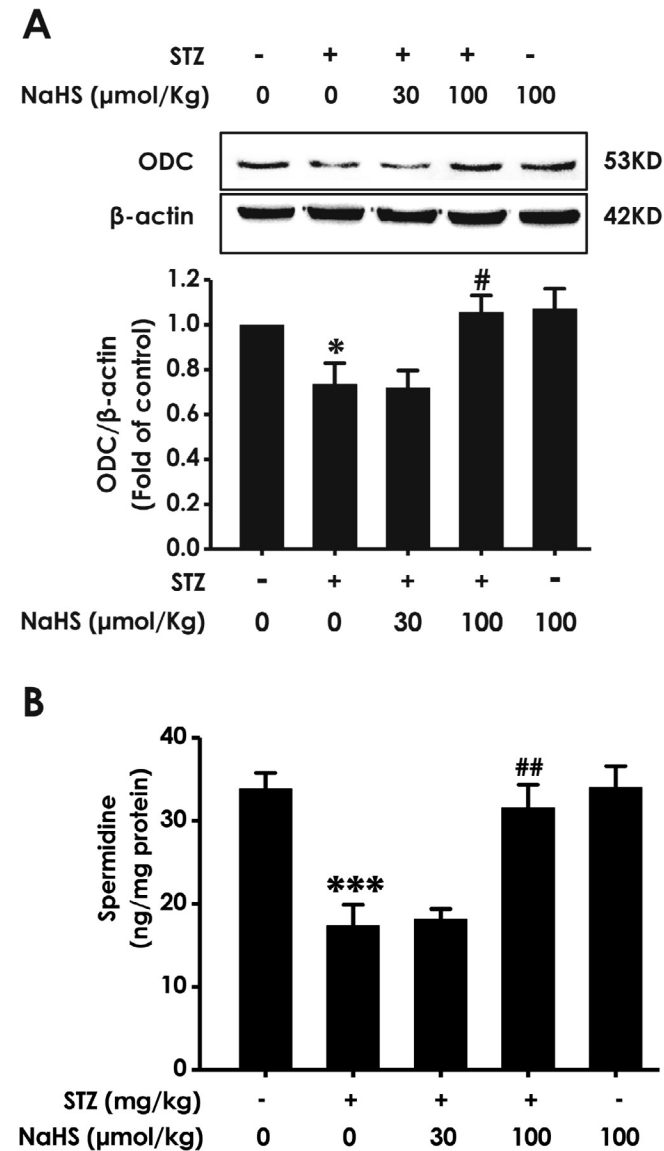 A
STZ - + + + -
NaHS (μmol/Kg) 0 0 30 100 100
ODC 53KD
β-actin 42KD
ODC/β-actin
(Fold of control)
1.2
1.0
0.8
0.6
0.4
0.2
0.0
*
#
STZ - + + + -
NaHS (μmol/Kg) 0 0 30 100 100
B
Spermidine
(ng/mg protein)
40
30
20
10
0
***
##
STZ (mg/kg) - + + + -
NaHS (μmol/kg) 0 0 30 100 100